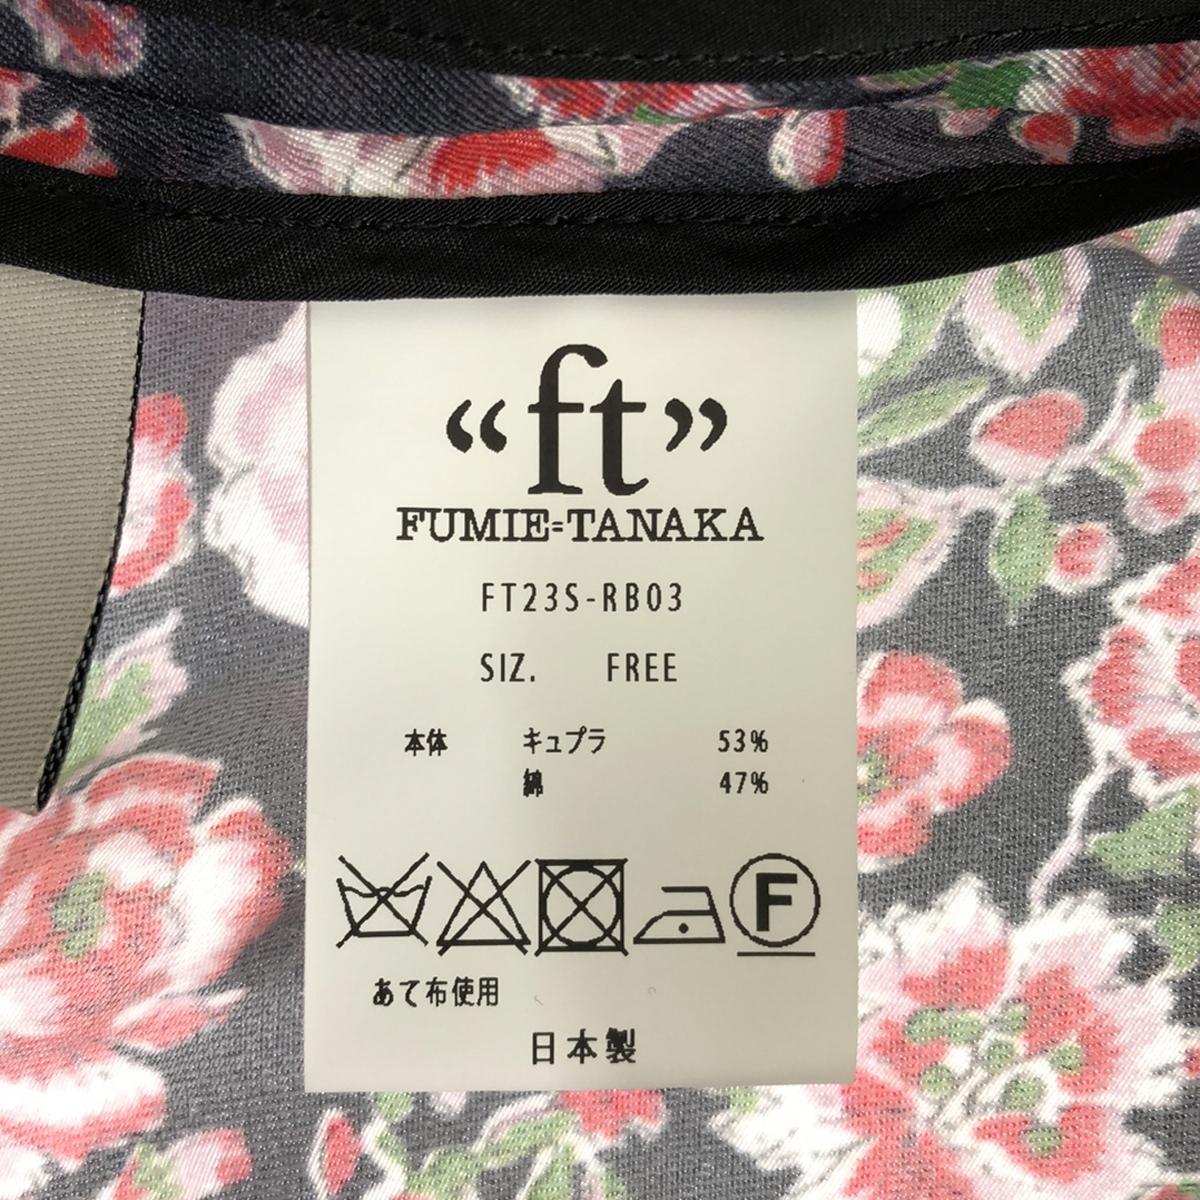 “ft”
FUMIE=TANAKA
FT23S-RB03
SIZ. FREE
本体 キュプラ 53%
綿 47%
F
あて布使用
日本製